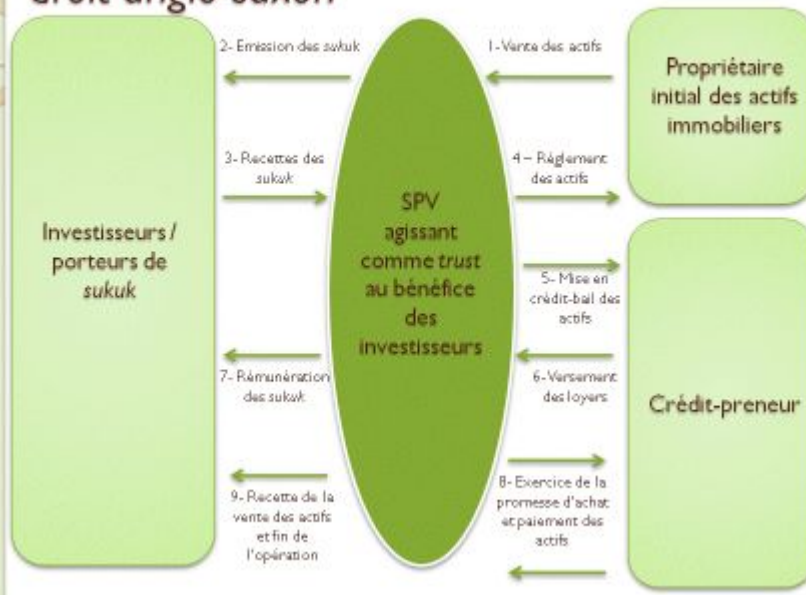 droit anglo-saxon
2- Emission des sukuk
1-Vente des actifs
Propriétaire
initial des actifs
immobiliers
3- Recettes des
sukuk
4 – Réglement
des actifs
Investisseurs /
porteurs de
sukuk
SPV
agissant
comme trust
au bénéfice
des
investisseurs
5- Mise en
crédit-bail des
actifs
7- Rémunération
des sukuk
6-Versement
des loyers
Crédit-preneur
9- Recette de la
vente des actifs
et fin de
l'opération
8- Exercice de la
promesse d'achat
et paiement des
actifs